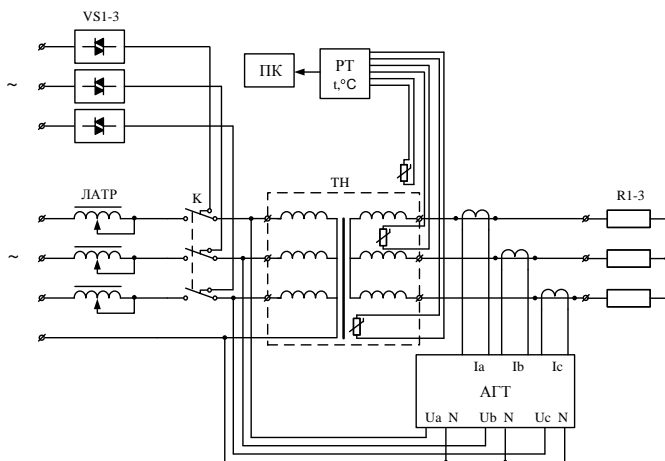 VS1-3
~
ПК
РТ
t,°C
ЛАТР
К
ТН
R1-3
~
Ia Ib Ic
АГТ
Ua N Ub N Uc N